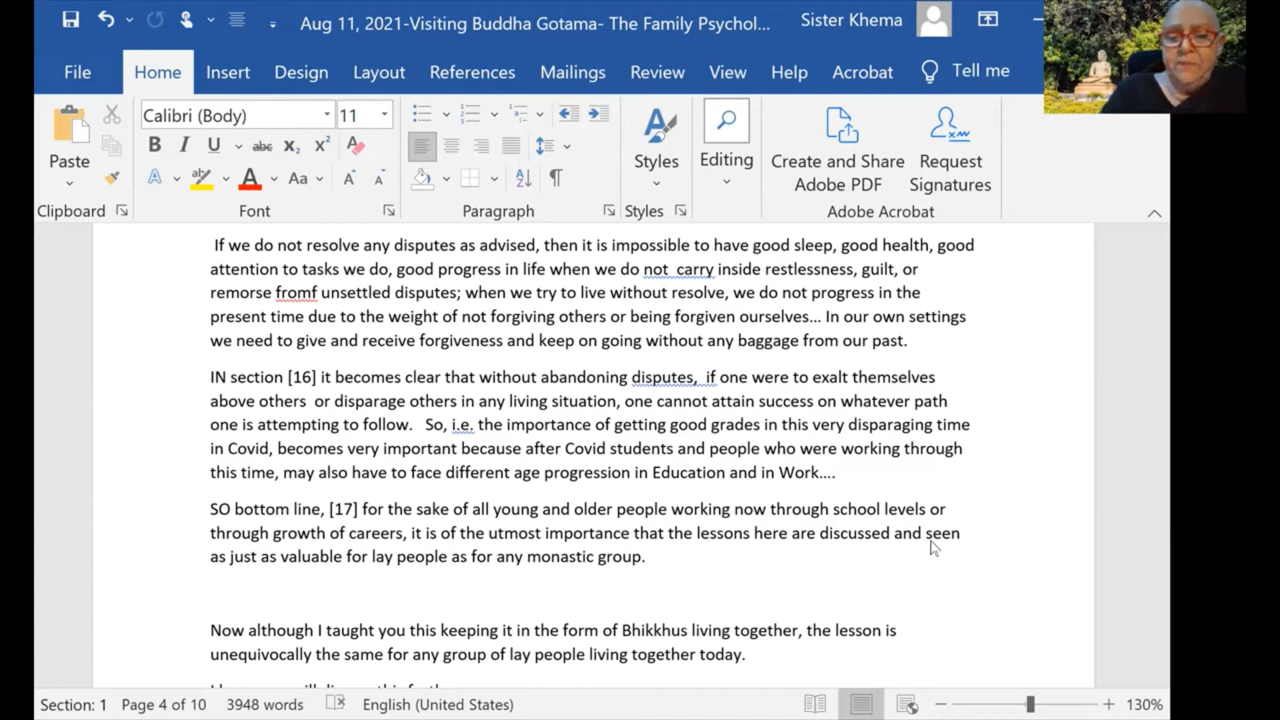 Aug 11, 2021-Visiting Buddha Gotama- The Family Psychol...
Sister Khema
File Home Insert Design Layout References Mailings Review View Help Acrobat Tell me
Calibri (Body) 11
Paste
Styles
Editing
Create and Share Adobe PDF
Request Signatures
Clipboard Font Paragraph Styles Adobe Acrobat
If we do not resolve any disputes as advised, then it is impossible to have good sleep, good health, good
attention to tasks we do, good progress in life when we do not  carry inside restlessness, guilt, or
remorse fromf unsettled disputes; when we try to live without resolve, we do not progress in the
present time due to the weight of not forgiving others or being forgiven ourselves... In our own settings
we need to give and receive forgiveness and keep on going without any baggage from our past.
IN section [16] it becomes clear that without abandoning disputes,  if one were to exalt themselves
above others  or disparage others in any living situation, one cannot attain success on whatever path
one is attempting to follow.   So, i.e. the importance of getting good grades in this very disparaging time
in Covid, becomes very important because after Covid students and people who were working through
this time, may also have to face different age progression in Education and in Work....
SO bottom line, [17] for the sake of all young and older people working now through school levels or
through growth of careers, it is of the utmost importance that the lessons here are discussed and seen
as just as valuable for lay people as for any monastic group.
Now although I taught you this keeping it in the form of Bhikkhus living together, the lesson is
unequivocally the same for any group of lay people living together today.
Section: 1 Page 4 of 10 3948 words English (United States) 130%